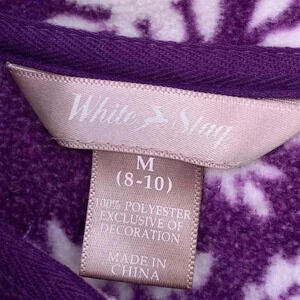 White Stag
M
(8-10)
100% POLYESTER
EXCLUSIVE OF
DECORATION
MADE IN
CHINA